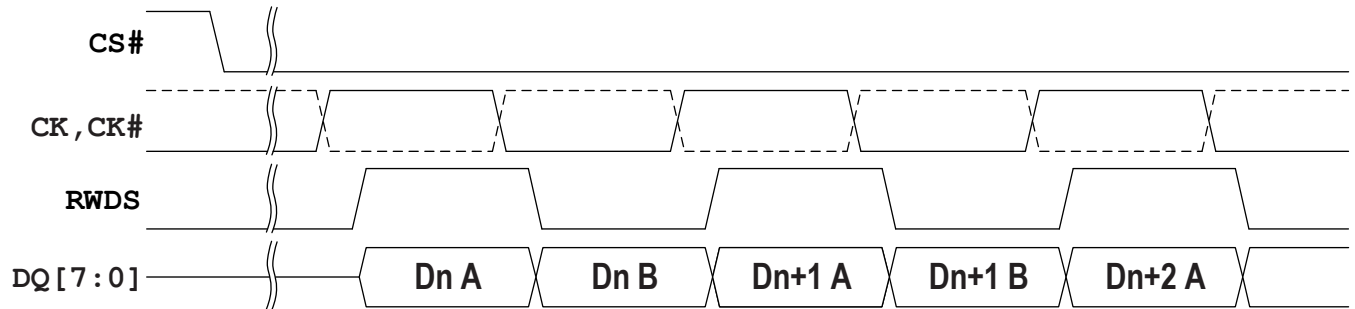 CS#
CK,CK#
RWDS
DQ[7:0] Dn A Dn B Dn+1 A Dn+1 B Dn+2 A